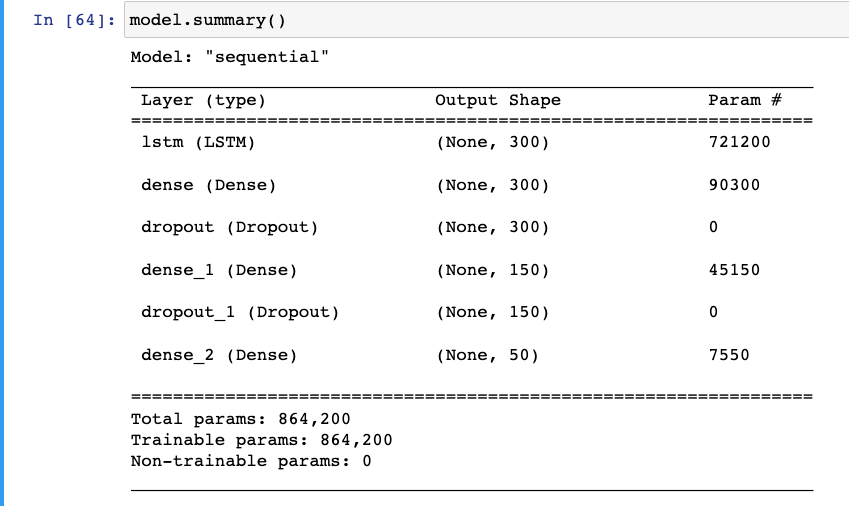 In [64]: model.summary()
Model: "sequential"
Layer (type) Output Shape Param #
=================================================================
lstm (LSTM) (None, 300) 721200
dense (Dense) (None, 300) 90300
dropout (Dropout) (None, 300) 0
dense_1 (Dense) (None, 150) 45150
dropout_1 (Dropout) (None, 150) 0
dense_2 (Dense) (None, 50) 7550
=================================================================
Total params: 864,200
Trainable params: 864,200
Non-trainable params: 0